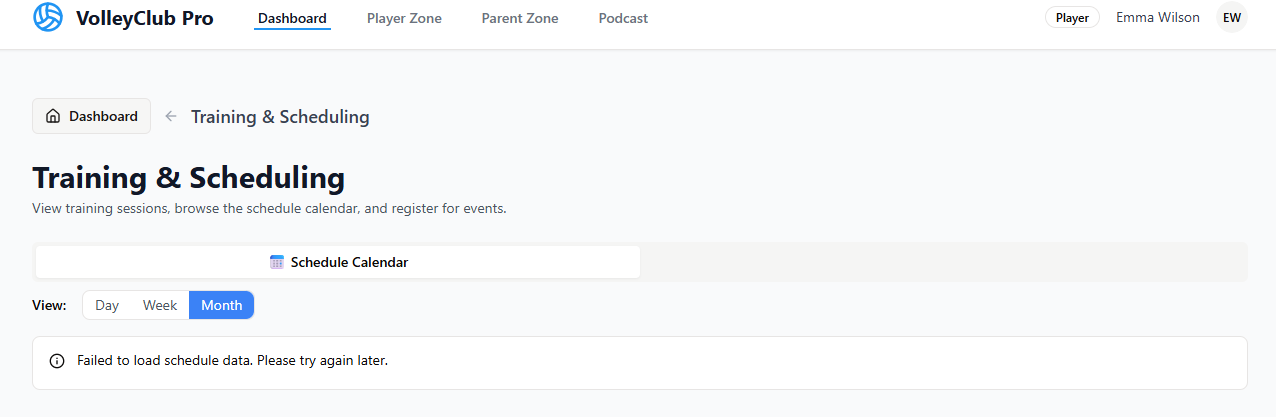 VolleyClub Pro Dashboard Player Zone Parent Zone Podcast Player Emma Wilson EW
Dashboard Training & Scheduling
Training & Scheduling
View training sessions, browse the schedule calendar, and register for events.
Schedule Calendar
View: Day Week Month
Failed to load schedule data. Please try again later.